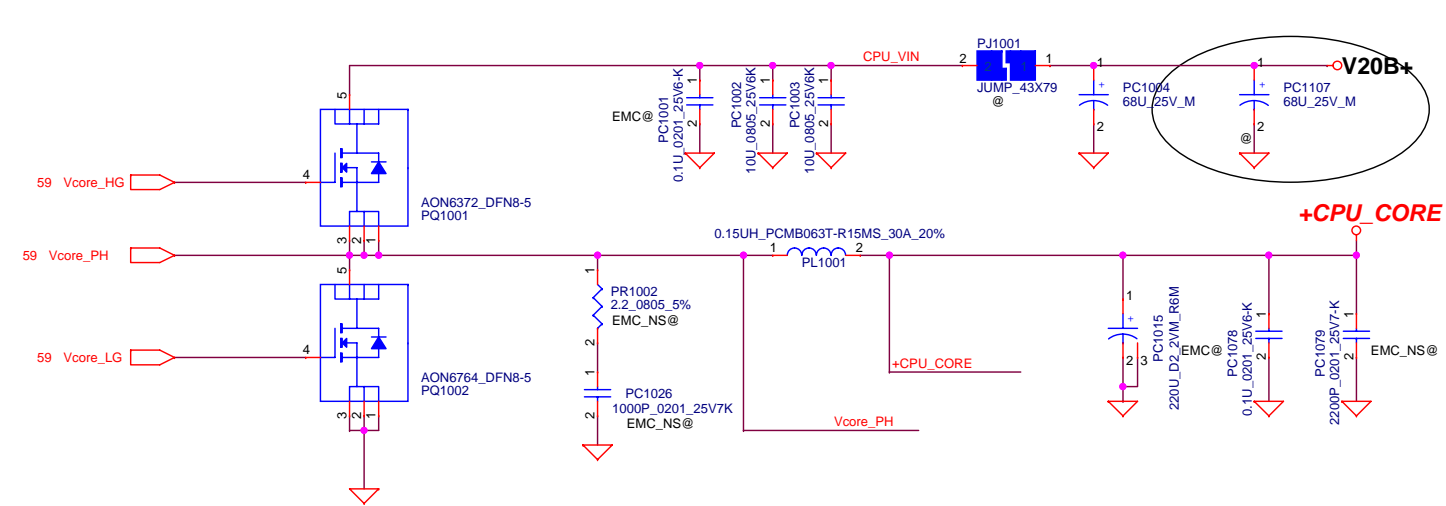 CPU_VIN
2
PJ1001
1
2
1
JUMP_43X79
@
1
+
PC1004
68U_25V_M
2
1
+
PC1107
68U_25V_M
2
@
V20B+
5
EMC@
1
2
PC1001
0.1U_0201_25V6-K
1
2
PC1002
10U_0805_25V6K
1
2
PC1003
10U_0805_25V6K
59 Vcore_HG
4
AON6372_DFN8-5
PQ1001
3
2
1
+CPU_CORE
59 Vcore_PH
0.15UH_PCMB063T-R15MS_30A_20%
1
2
PL1001
5
1
PR1002
2.2_0805_5%
EMC_NS@
2
59 Vcore_LG
4
AON6764_DFN8-5
PQ1002
3
2
1
1
PC1026
1000P_0201_25V7K
EMC_NS@
2
+CPU_CORE
Vcore_PH
1
+
2
3
PC1015
220U_D2_2VM_R6M
EMC@
1
2
PC1078
0.1U_0201_25V6-K
1
2
PC1079
2200P_0201_25V7-K
EMC_NS@